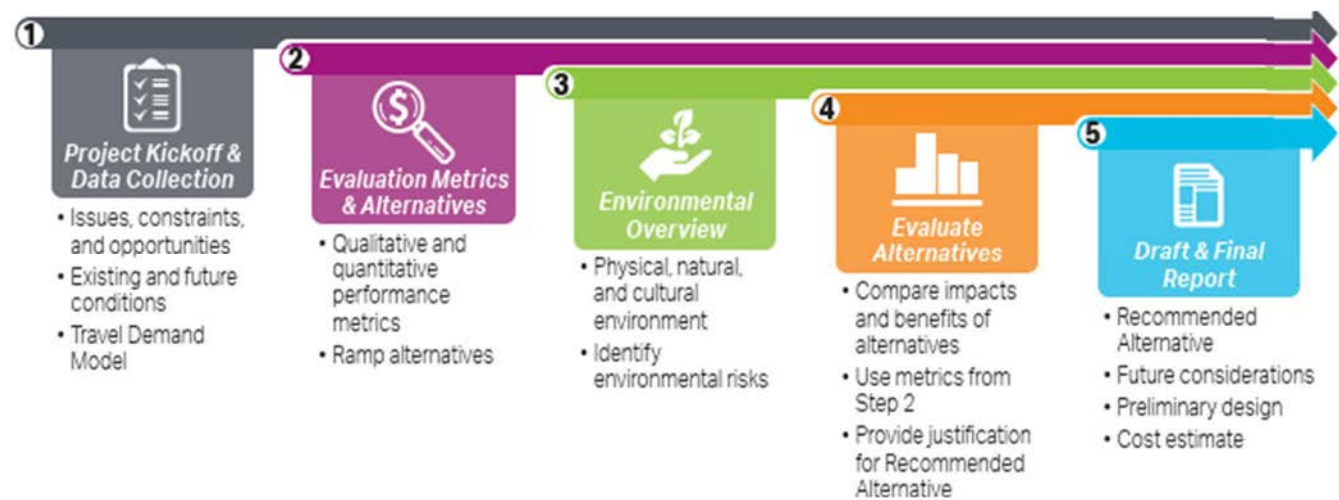 1
Project Kickoff &
Data Collection
• Issues, constraints,
and opportunities
• Existing and future
conditions
• Travel Demand
Model
2
$
Evaluation Metrics
& Alternatives
• Qualitative and
quantitative
performance
metrics
• Ramp alternatives
3
Environmental
Overview
• Physical, natural,
and cultural
environment
• Identify
environmental risks
4
Evaluate
Alternatives
• Compare impacts
and benefits of
alternatives
• Use metrics from
Step 2
• Provide justification
for Recommended
Alternative
5
Draft & Final
Report
• Recommended
Alternative
• Future considerations
• Preliminary design
• Cost estimate